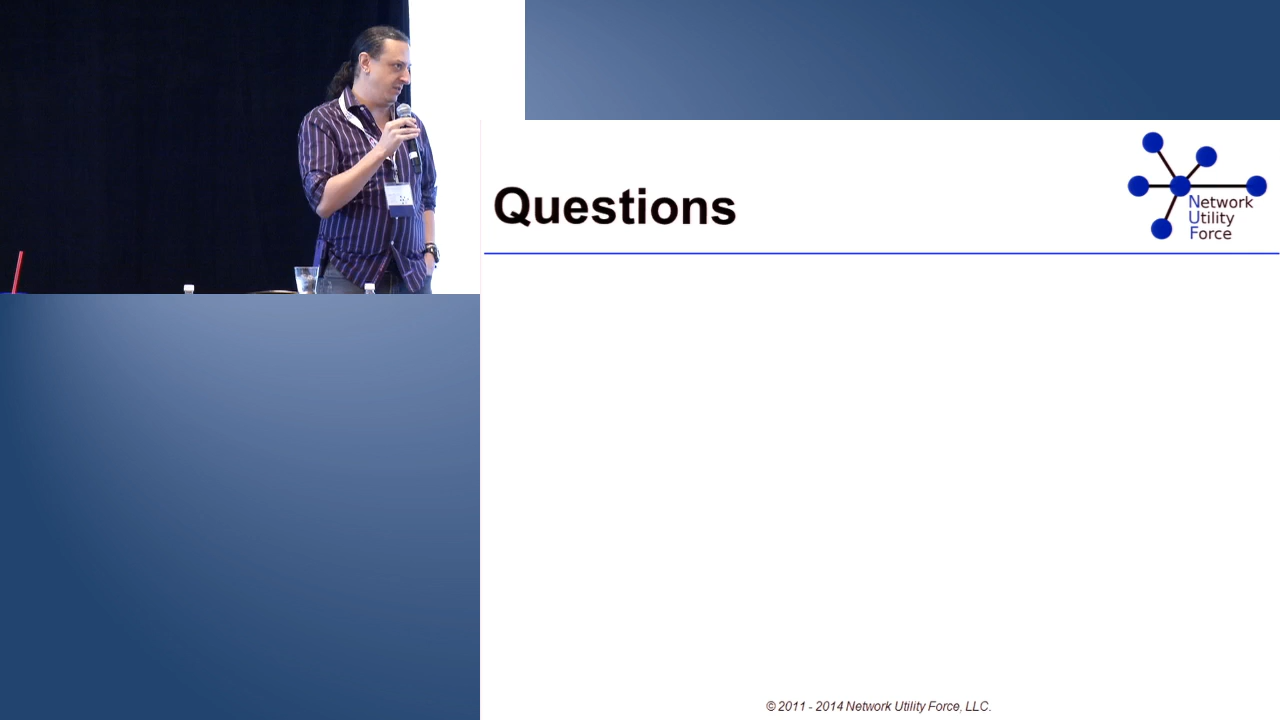 Questions
Network
Utility
Force
© 2011 - 2014 Network Utility Force, LLC.